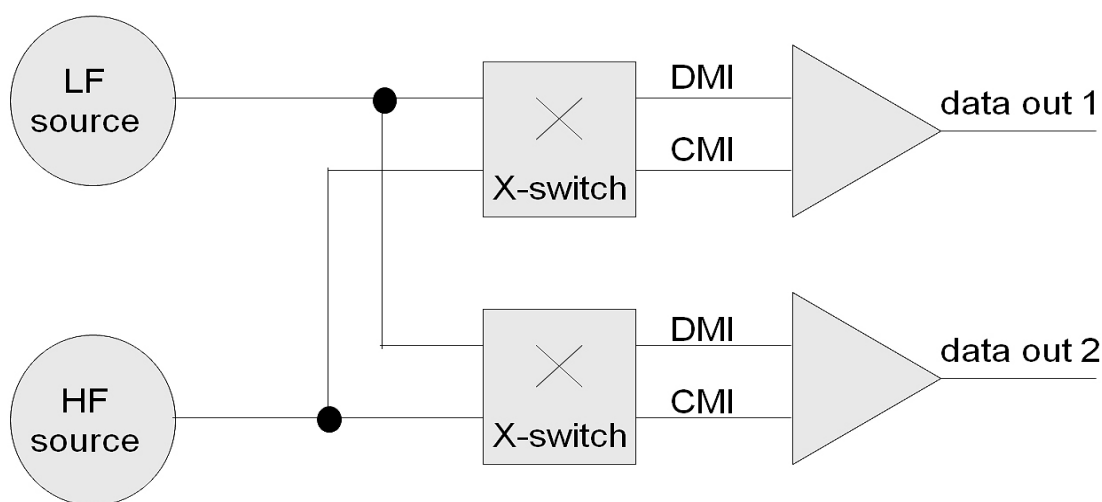 LF
source
DMI
CMI
X-switch
data out 1
HF
source
DMI
CMI
X-switch
data out 2